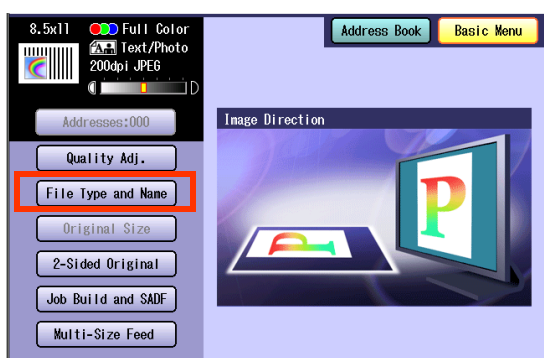 8.5x11 Full Color
Text/Photo
200dpi JPEG
Addresses:000
Quality Adj.
File Type and Name
Original Size
2-Sided Original
Job Build and SADF
Multi-Size Feed
Address Book Basic Menu
Image Direction
P
P